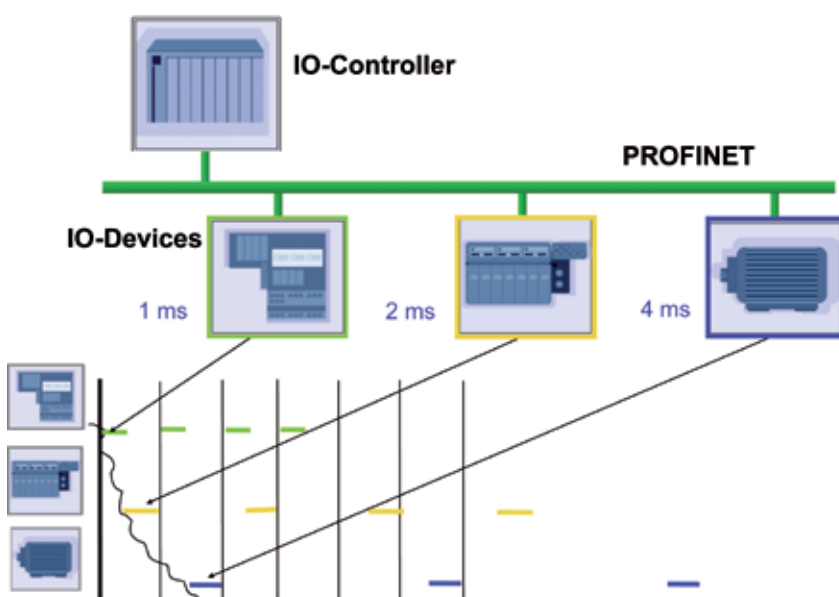 IO-Controller
PROFINET
IO-Devices
1 ms
2 ms
4 ms